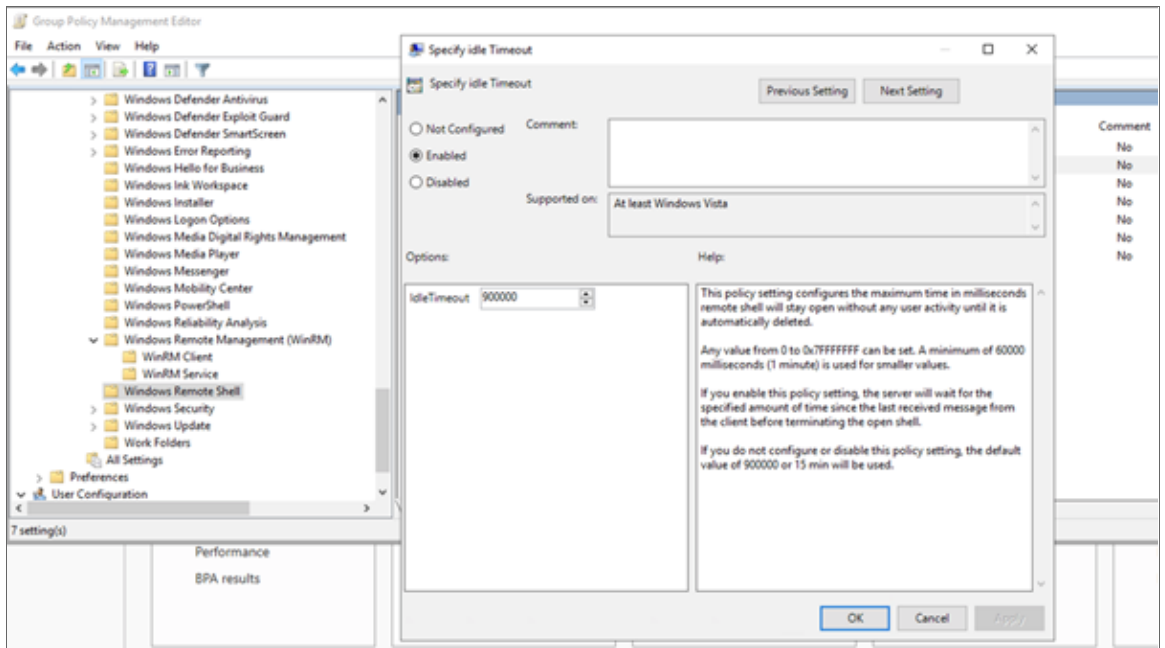 Group Policy Management Editor
File Action View Help
Windows Defender Antivirus
Windows Defender Exploit Guard
Windows Defender SmartScreen
Windows Error Reporting
Windows Hello for Business
Windows Ink Workspace
Windows Installer
Windows Logon Options
Windows Media Digital Rights Management
Windows Media Player
Windows Messenger
Windows Mobility Center
Windows PowerShell
Windows Reliability Analysis
Windows Remote Management (WinRM)
WinRM Client
WinRM Service
Windows Remote Shell
Windows Security
Windows Update
Work Folders
All Settings
Preferences
User Configuration
7 setting(s)
Performance
BPA results
Specify idle Timeout
Specify idle Timeout
Previous Setting Next Setting
Not Configured
Enabled
Disabled
Comment:
Supported on: At least Windows Vista
Options:
IdleTimeout 900000
Help:
This policy setting configures the maximum time in milliseconds
remote shell will stay open without any user activity until it is
automatically deleted.
Any value from 0 to 0x7FFFFFFF can be set. A minimum of 60000
milliseconds (1 minute) is used for smaller values.
If you enable this policy setting, the server will wait for the
specified amount of time since the last received message from
the client before terminating the open shell.
If you do not configure or disable this policy setting, the default
value of 900000 or 15 min will be used.
OK Cancel Apply
Comment
No
No
No
No
No
No
No